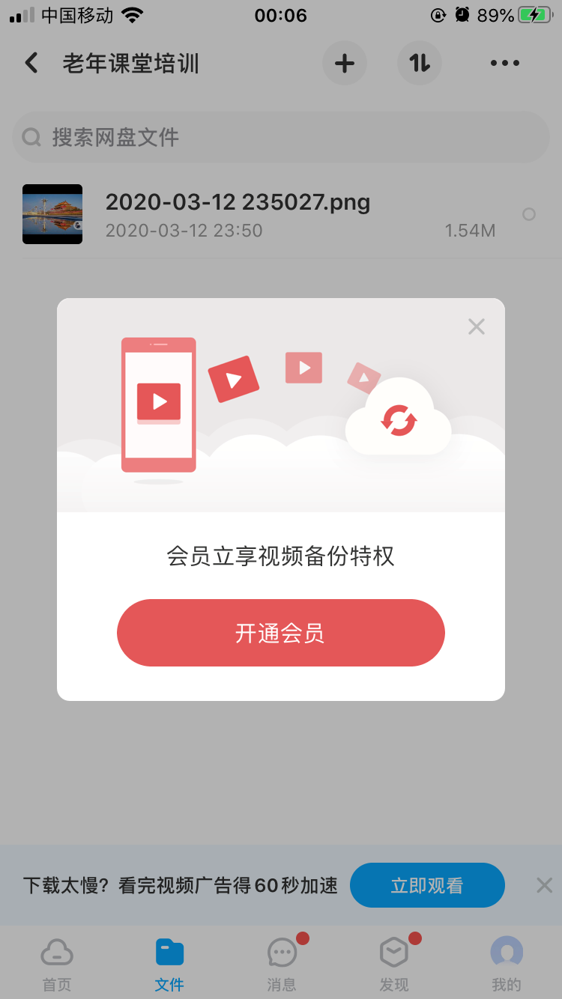 中国移动 00:06 89%
老年课堂培训
搜索网盘文件
2020-03-12 235027.png
2020-03-12 23:50 1.54M
会员立享视频备份特权
开通会员
下载太慢？看完视频广告得60秒加速 立即观看
首页 文件 消息 发现 我的